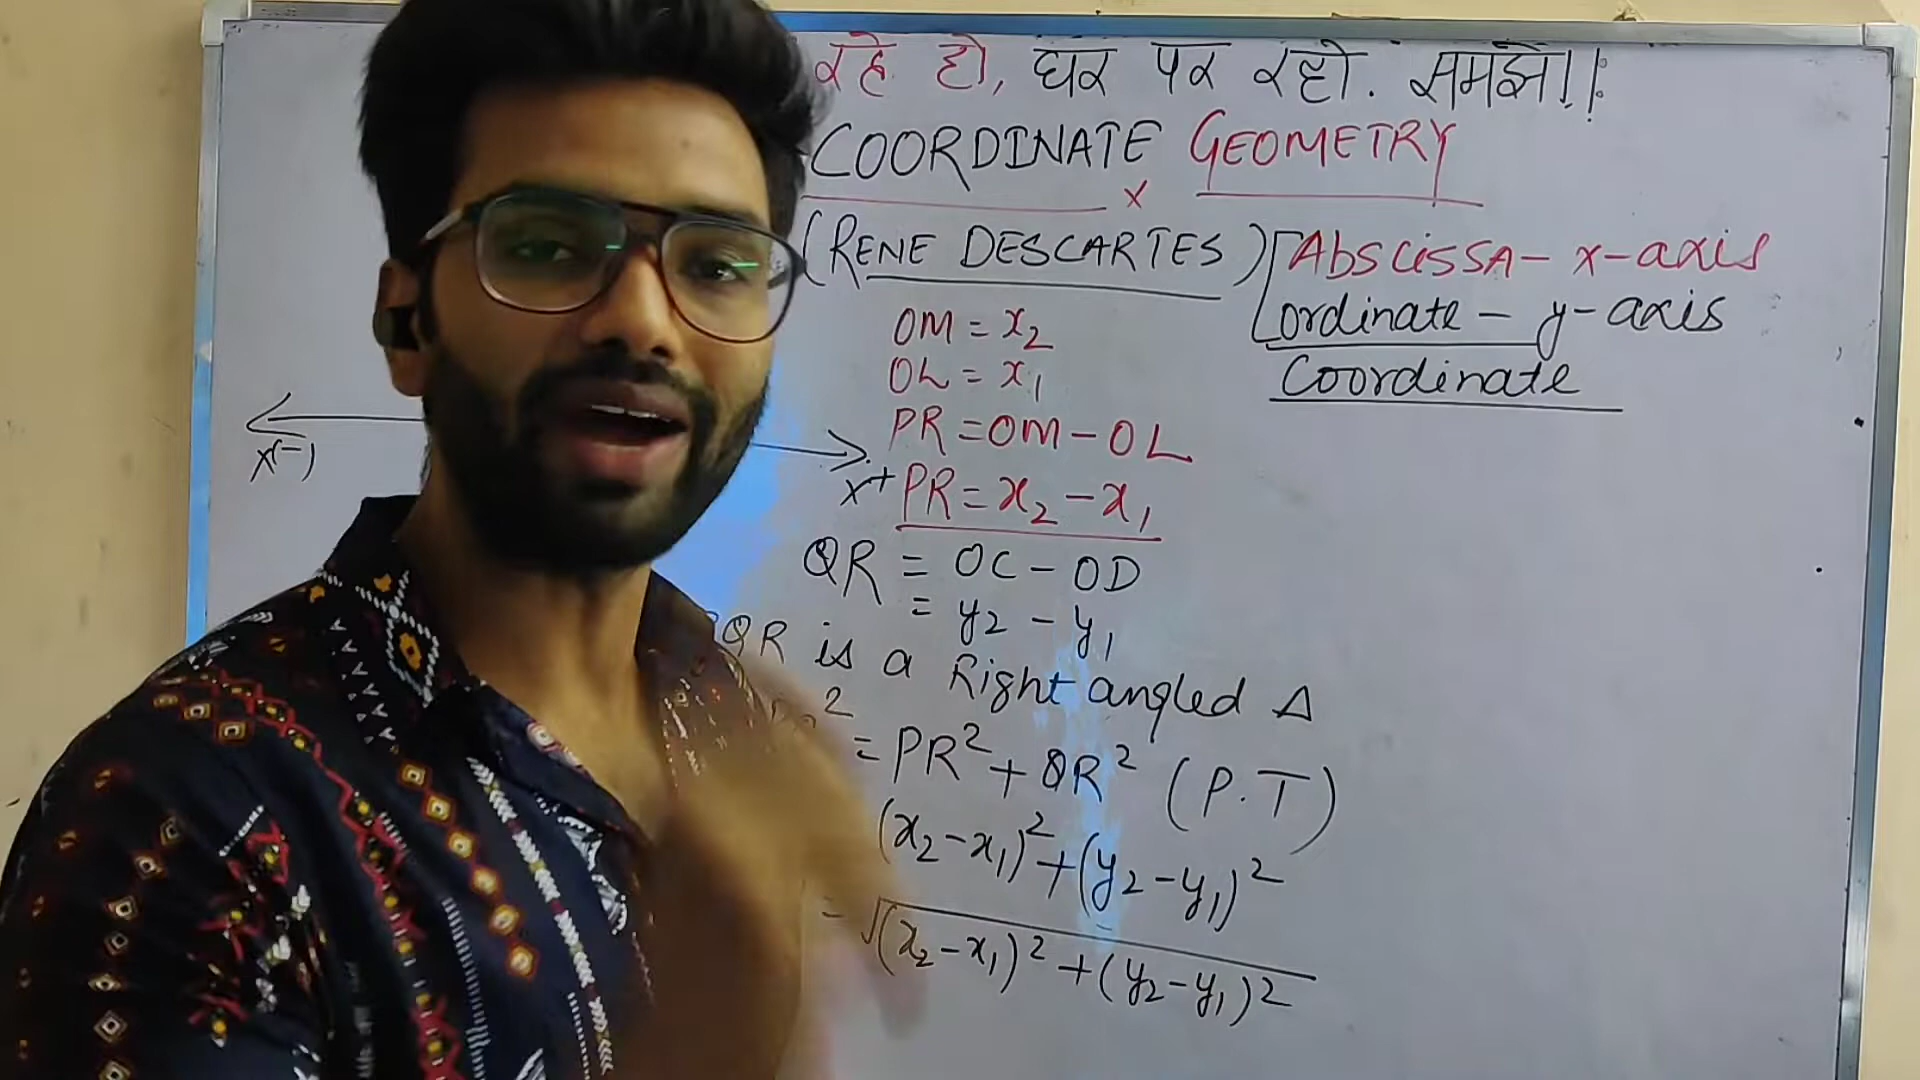 रहे हो, घर पर रहो. समझे!!
COORDINATE GEOMETRY
x
(RENE DESCARTES)
Abscissa - x-axis
ordinate - y-axis
Coordinate
OM = x₂
OL = x₁
PR = OM - OL
PR = x₂ - x₁
x(-)
x+
QR = OC - OD
= y₂ - y₁
QR is a Right angled Δ
2
= PR² + QR² (P.T)
(x₂-x₁)² + (y₂-y₁)²
= √(x₂-x₁)² + (y₂-y₁)²